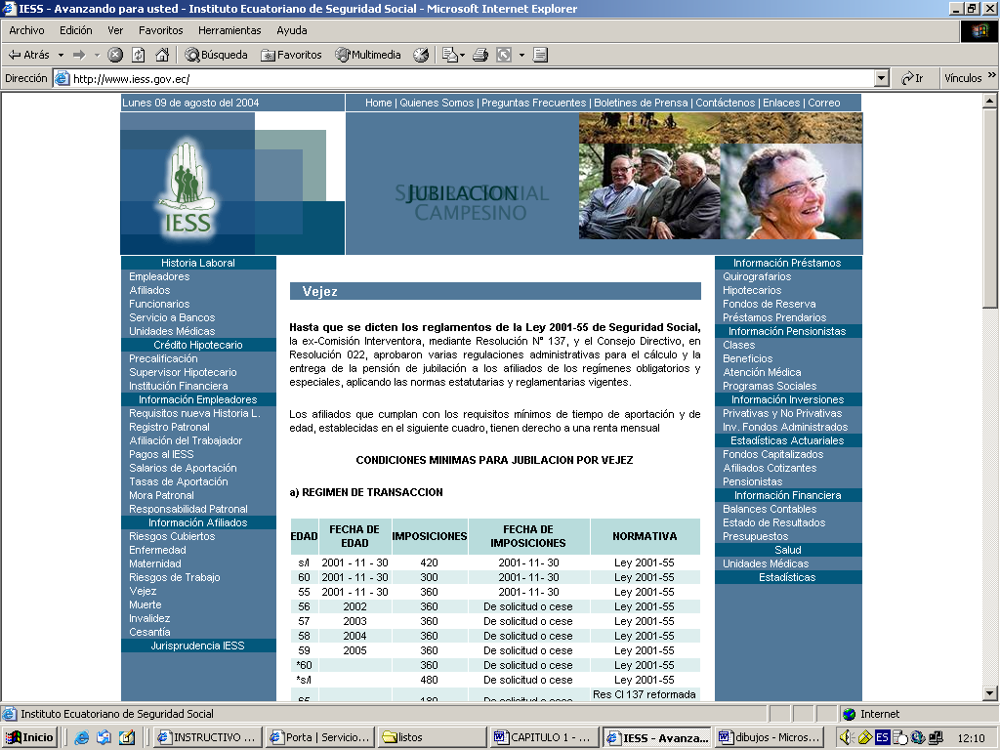 IESS - Avanzando para usted - Instituto Ecuatoriano de Seguridad Social - Microsoft Internet Explorer
Archivo Edición Ver Favoritos Herramientas Ayuda
Atrás Búsqueda Favoritos Multimedia
Dirección http://www.iess.gov.ec/ Ir Vínculos »
Lunes 09 de agosto del 2004
Home | Quienes Somos | Preguntas Frecuentes | Boletines de Prensa | Contáctenos | Enlaces | Correo
IESS
JUBILACION
CAMPESINO
Historia Laboral
Empleadores
Afiliados
Funcionarios
Servicio a Bancos
Unidades Médicas
Crédito Hipotecario
Precalificación
Supervisor Hipotecario
Institución Financiera
Información Empleadores
Requisitos nueva Historia L.
Registro Patronal
Afiliación del Trabajador
Pagos al IESS
Salarios de Aportación
Tasas de Aportación
Mora Patronal
Responsabilidad Patronal
Información Afiliados
Riesgos Cubiertos
Enfermedad
Maternidad
Riesgos de Trabajo
Vejez
Muerte
Invalidez
Cesantía
Jurisprudencia IESS
Vejez
Hasta que se dicten los reglamentos de la Ley 2001-55 de Seguridad Social,
la ex-Comisión Interventora, mediante Resolución N° 137, y el Consejo Directivo, en
Resolución 022, aprobaron varias regulaciones administrativas para el cálculo y la
entrega de la pensión de jubilación a los afiliados de los regímenes obligatorios y
especiales, aplicando las normas estatutarias y reglamentarias vigentes.
Los afiliados que cumplan con los requisitos mínimos de tiempo de aportación y de
edad, establecidas en el siguiente cuadro, tienen derecho a una renta mensual
CONDICIONES MINIMAS PARA JUBILACION POR VEJEZ
a) REGIMEN DE TRANSACCION
EDAD FECHA DE EDAD IMPOSICIONES FECHA DE IMPOSICIONES NORMATIVA
s/l 2001 - 11 - 30 420 2001 - 11- 30 Ley 2001-55
60 2001 - 11 - 30 300 2001 - 11- 30 Ley 2001-55
55 2001 - 11 - 30 360 2001 - 11- 30 Ley 2001-55
56 2002 360 De solicitud o cese Ley 2001-55
57 2003 360 De solicitud o cese Ley 2001-55
58 2004 360 De solicitud o cese Ley 2001-55
59 2005 360 De solicitud o cese Ley 2001-55
*60 360 De solicitud o cese Ley 2001-55
*s/l 480 De solicitud o cese Ley 2001-55
65 180 De solicitud o cese Res CI 137 reformada
Información Préstamos
Quirografarios
Hipotecarios
Fondos de Reserva
Préstamos Prendarios
Información Pensionistas
Clases
Beneficios
Atención Médica
Programas Sociales
Información Inversiones
Privativas y No Privativas
Inv. Fondos Administrados
Estadísticas Actuariales
Fondos Capitalizados
Afiliados Cotizantes
Pensionistas
Información Financiera
Balances Contables
Estado de Resultados
Presupuestos
Salud
Unidades Médicas
Estadísticas
Instituto Ecuatoriano de Seguridad Social Internet
Inicio INSTRUCTIVO ... Porta | Servicio... listos CAPITULO 1 - ... IESS - Avanza... dibujos - Micros... ES 12:10